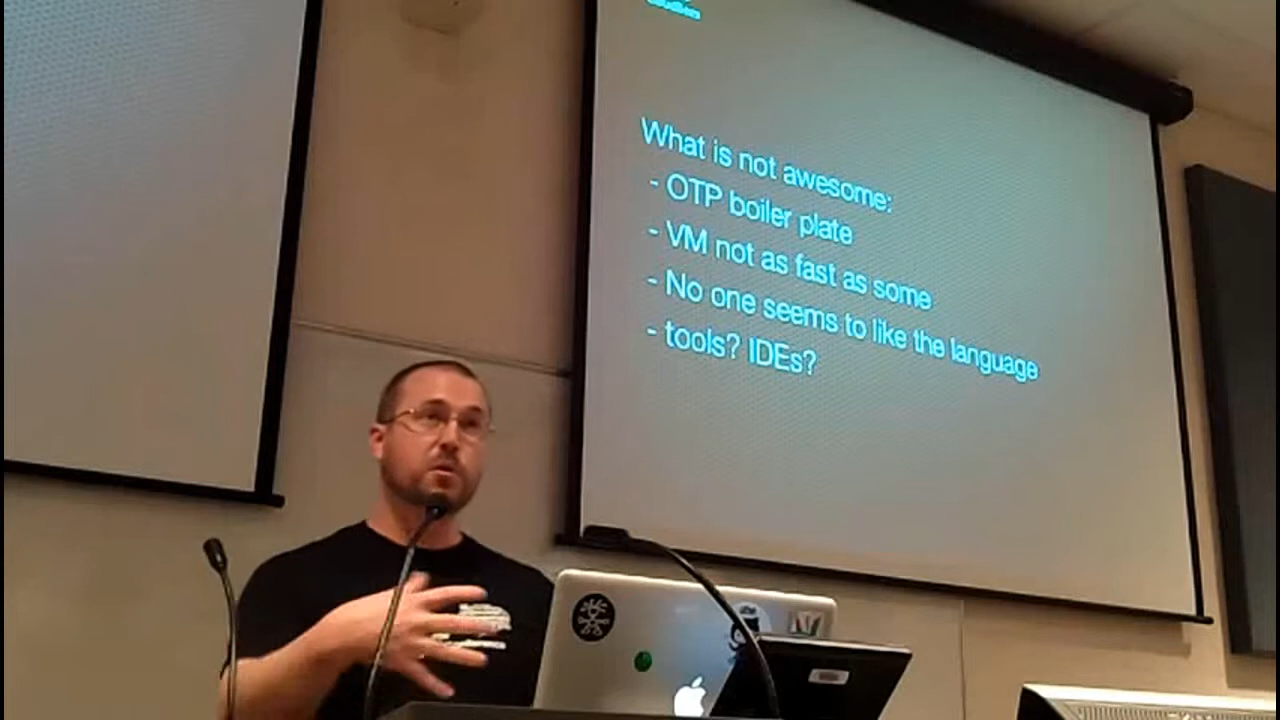 What is not awesome:
- OTP boiler plate
- VM not as fast as some
- No one seems to like the language
- tools? IDEs?